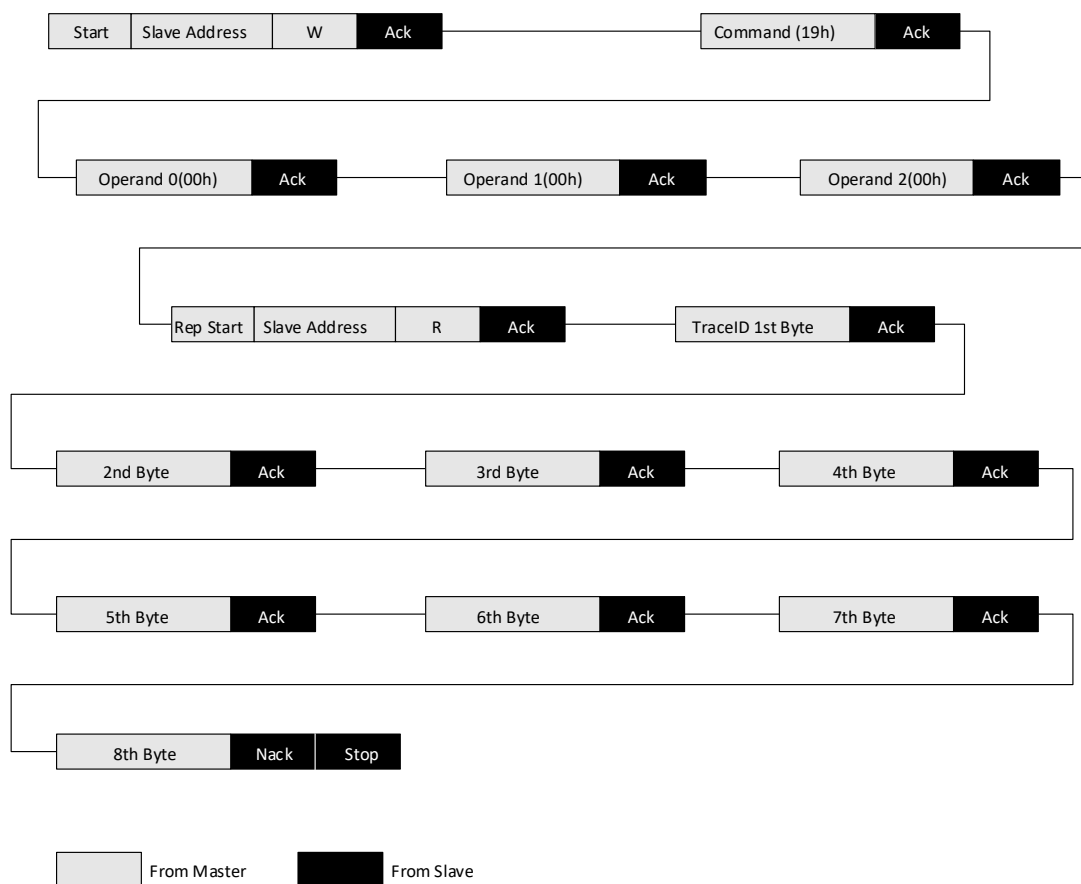 Start Slave Address W Ack Command (19h) Ack
Operand 0(00h) Ack Operand 1(00h) Ack Operand 2(00h) Ack
Rep Start Slave Address R Ack TraceID 1st Byte Ack
2nd Byte Ack 3rd Byte Ack 4th Byte Ack
5th Byte Ack 6th Byte Ack 7th Byte Ack
8th Byte Nack Stop
From Master From Slave